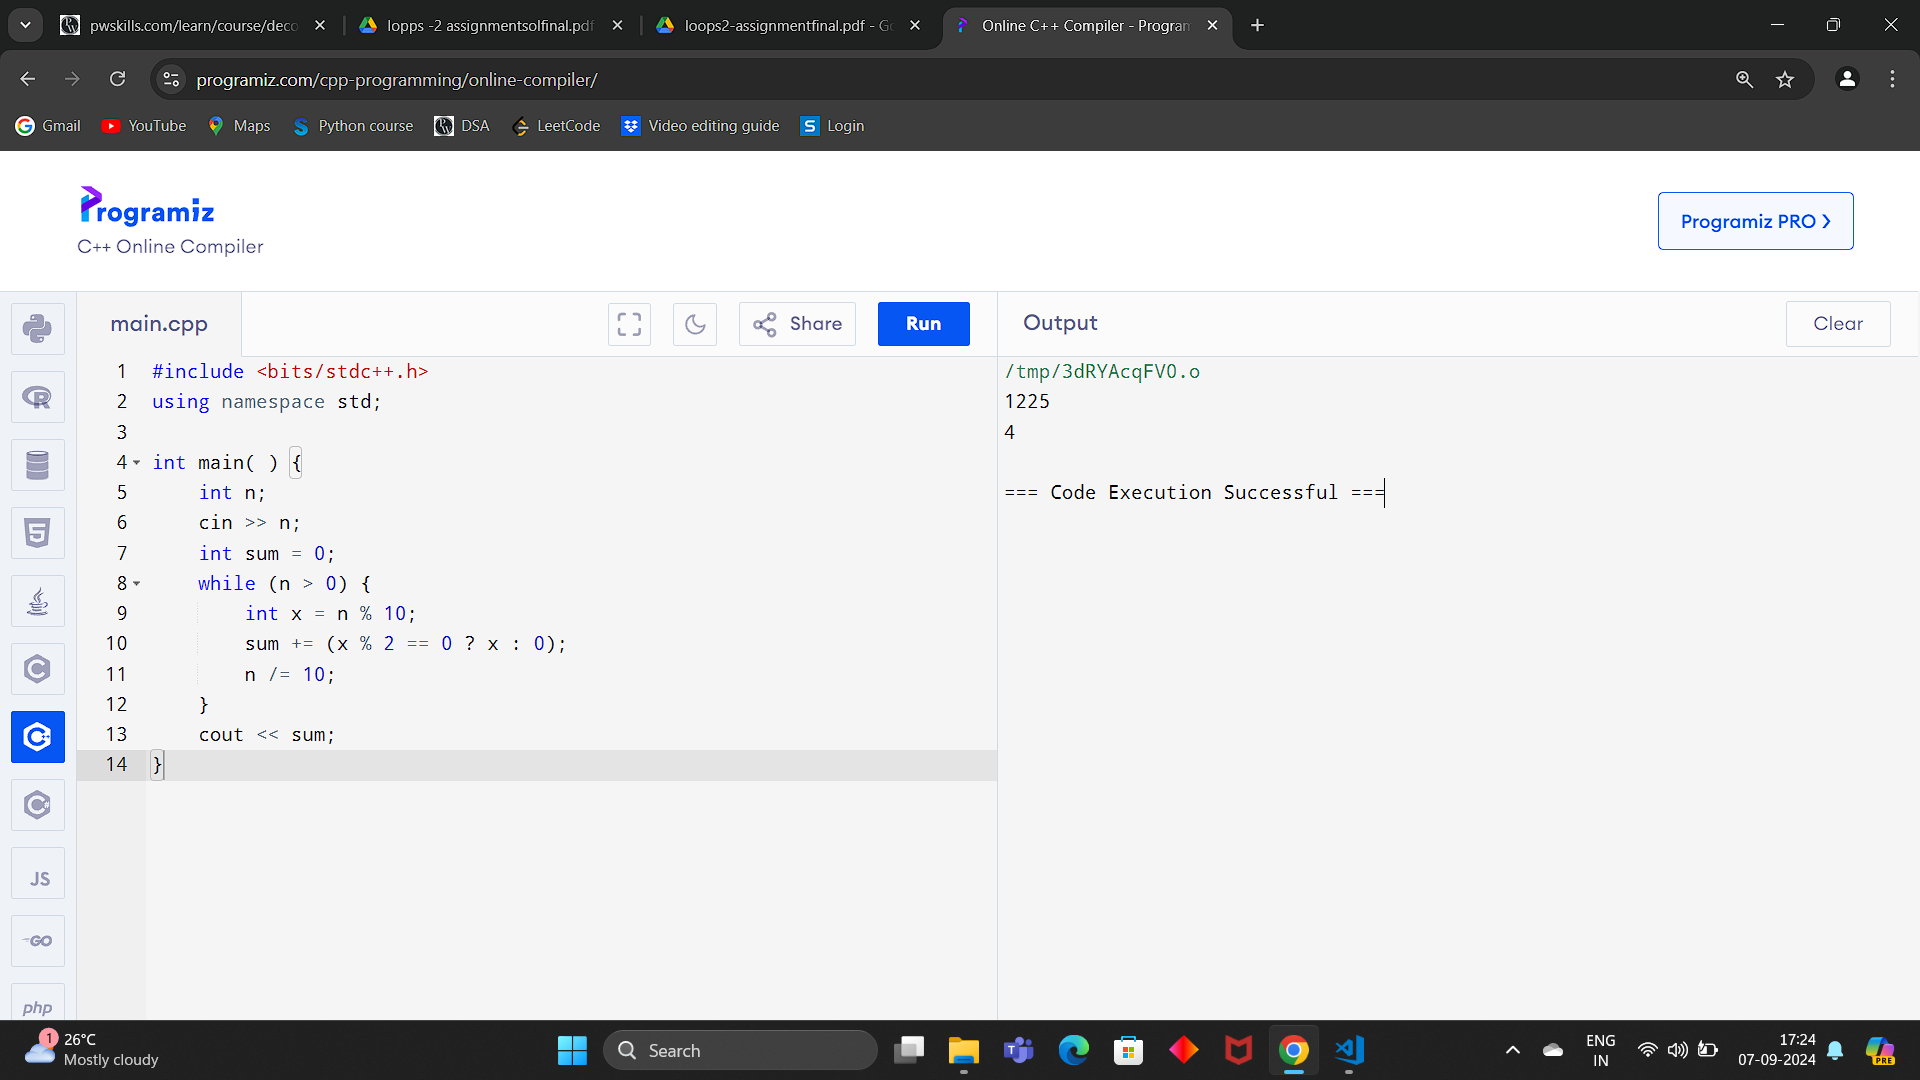 pwskills.com/learn/course/deco
lopps -2 assignmentsolfinal.pdf
loops2-assignmentfinal.pdf - Go
Online C++ Compiler - Program
programiz.com/cpp-programming/online-compiler/
Gmail YouTube Maps Python course DSA LeetCode Video editing guide Login
Programiz
C++ Online Compiler
Programiz PRO >
main.cpp
Share
Run
Output
Clear
1 #include <bits/stdc++.h>
2 using namespace std;
3
4 int main( ) {
5 int n;
6 cin >> n;
7 int sum = 0;
8 while (n > 0) {
9 int x = n % 10;
10 sum += (x % 2 == 0 ? x : 0);
11 n /= 10;
12 }
13 cout << sum;
14 }
/tmp/3dRYAcqFV0.o
1225
4
=== Code Execution Successful ===
JS
GO
php
1
26°C
Mostly cloudy
Search
ENG
IN
17:24
07-09-2024
PRE